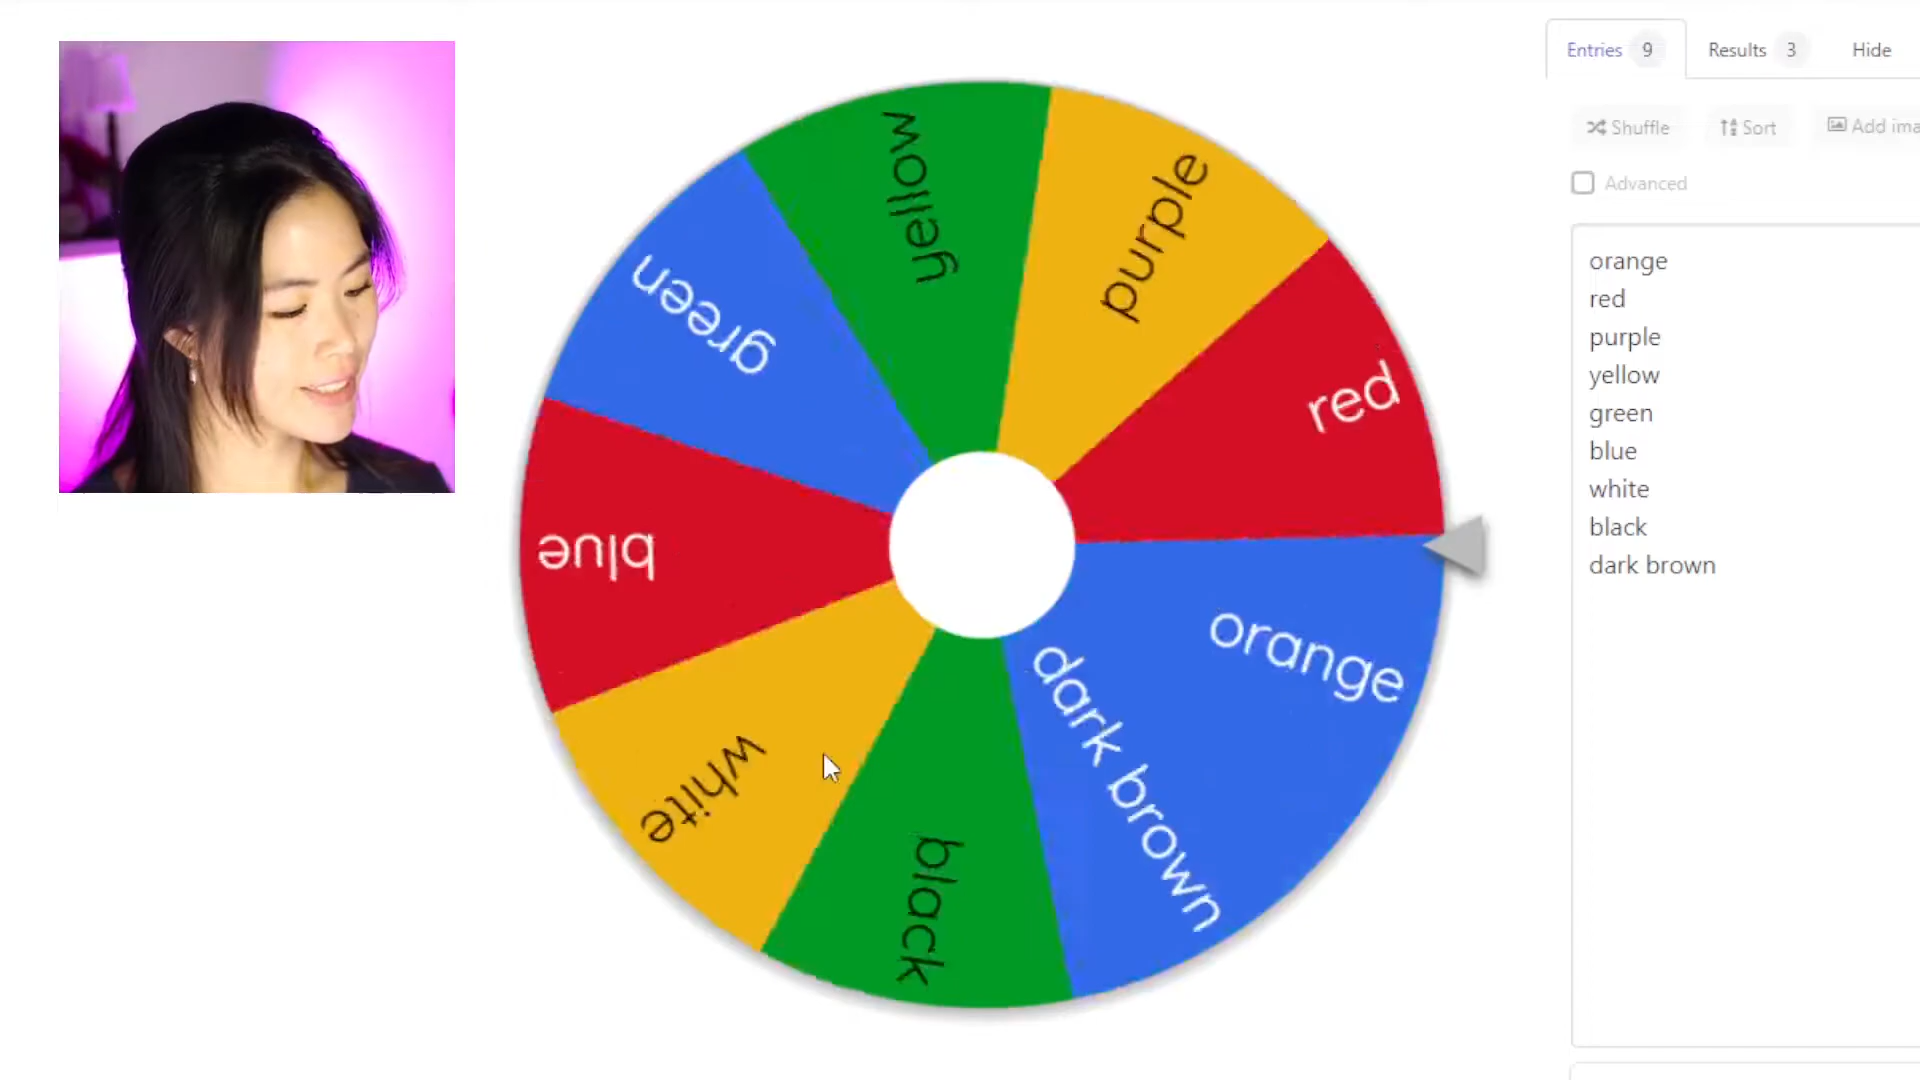 Entries 9 Results 3 Hide
Shuffle Sort Add ima
Advanced
orange
red
purple
yellow
green
blue
white
black
dark brown
yellow
purple
green
red
blue
orange
dark brown
white
black